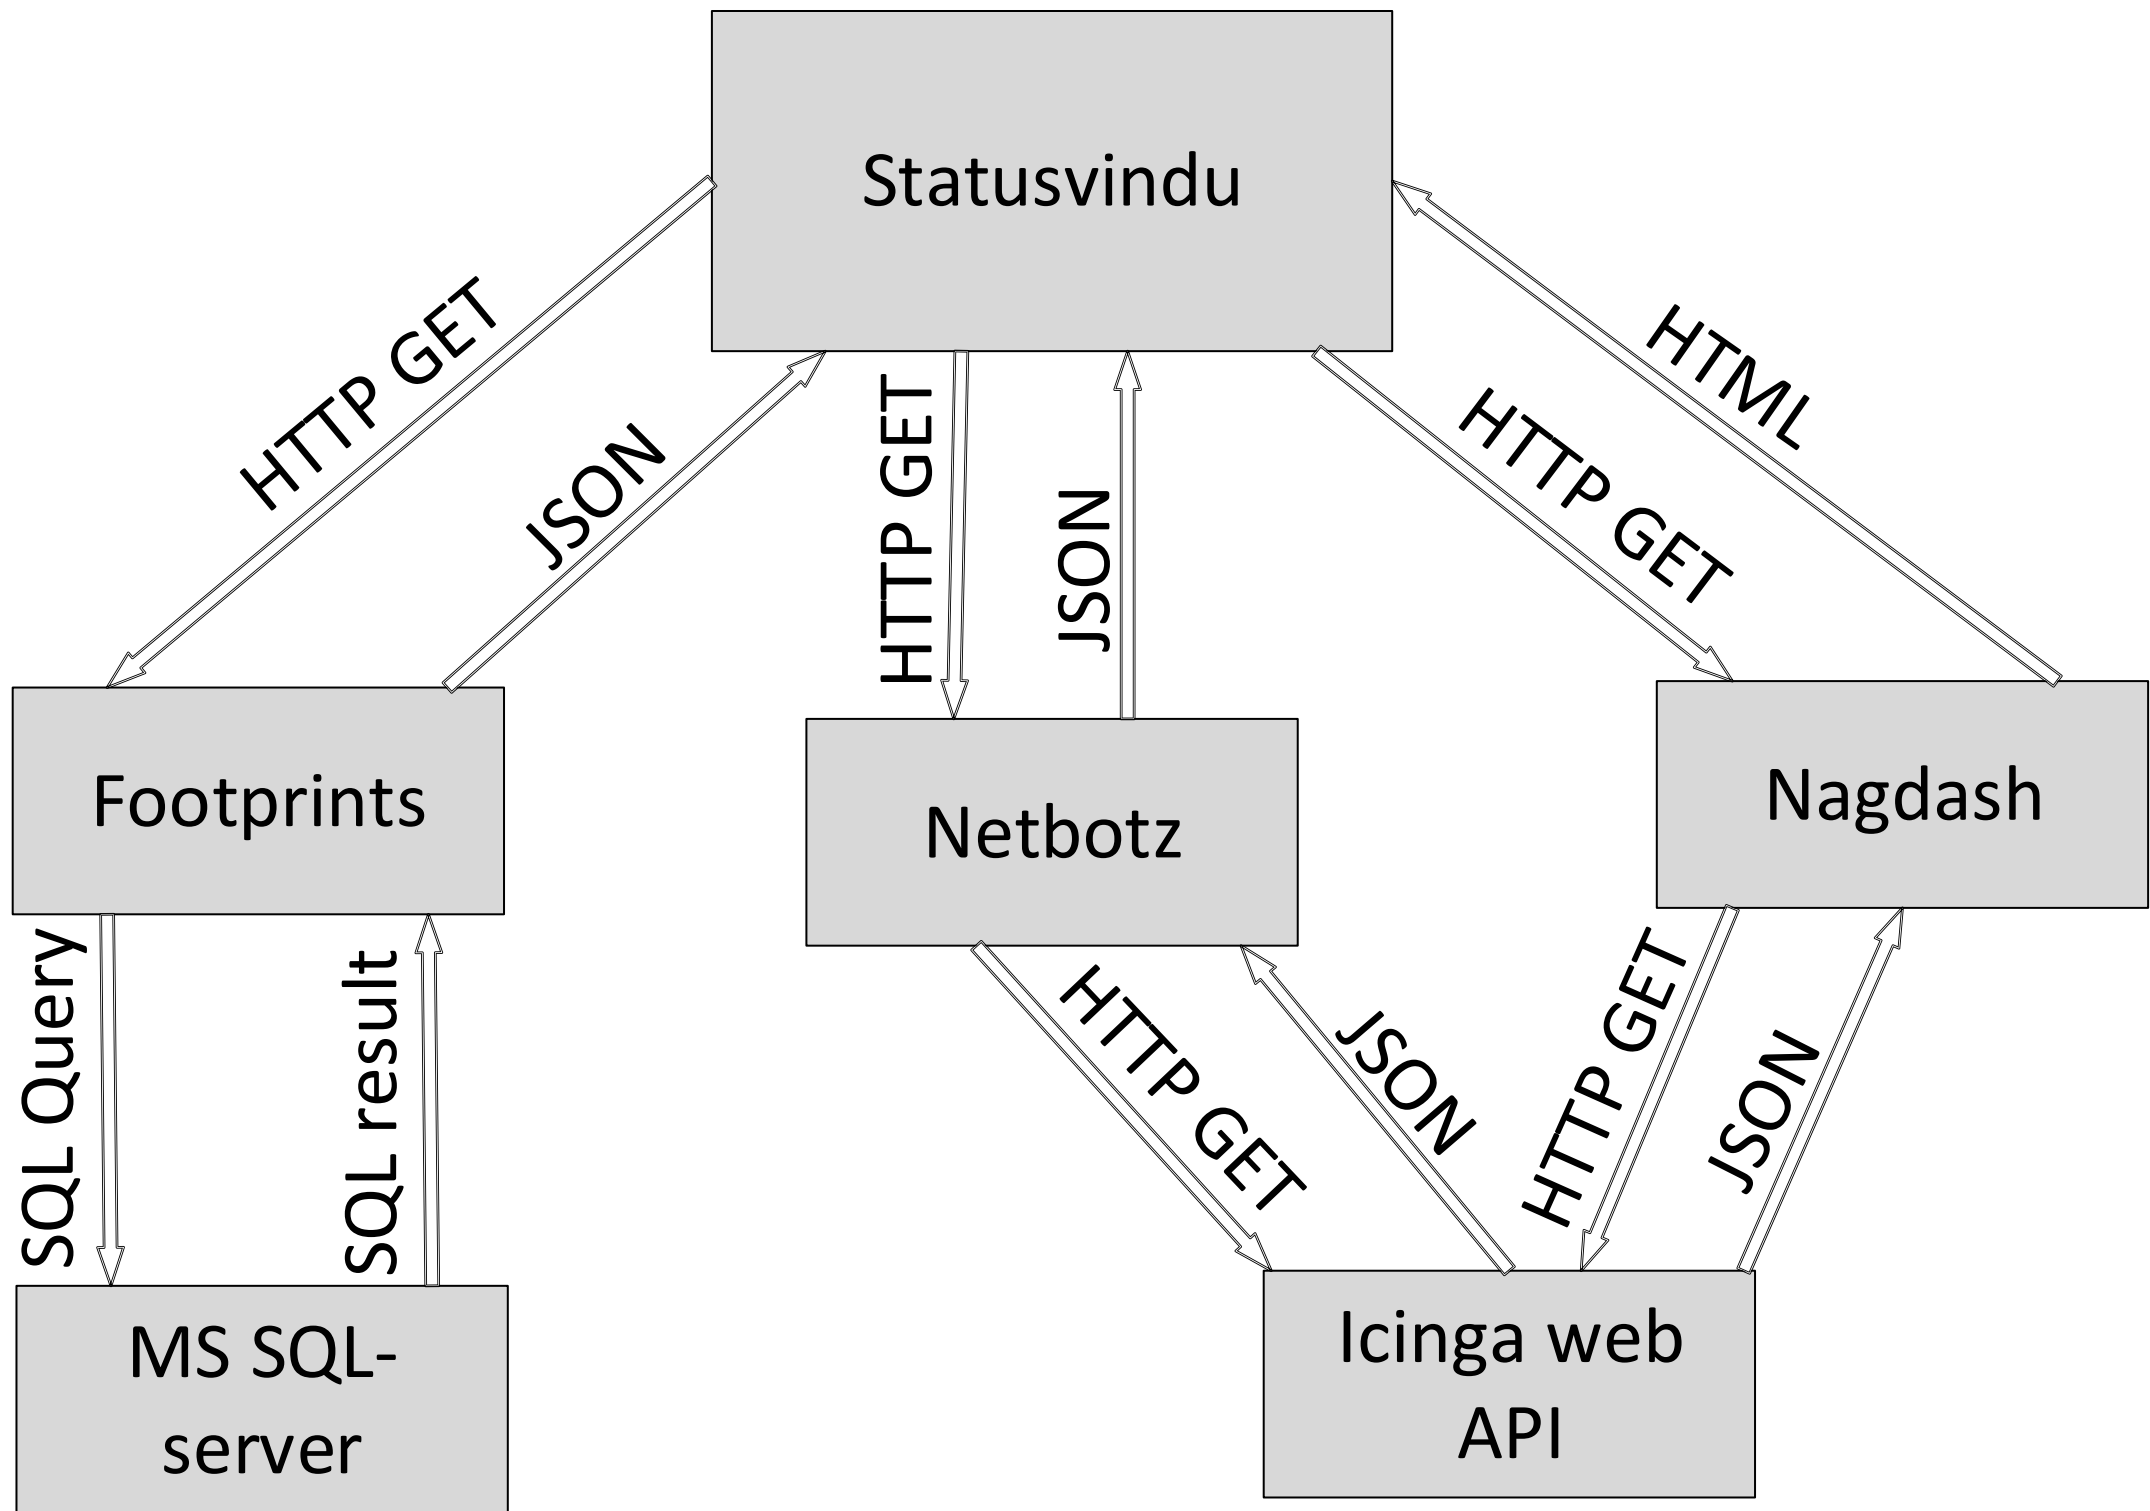 Statusvindu
HTTP GET
JSON
HTTP GET
JSON
HTTP GET
HTML
Footprints
Netbotz
Nagdash
SQL Query
SQL result
HTTP GET
JSON
HTTP GET
JSON
MS SQL-
server
Icinga web
API